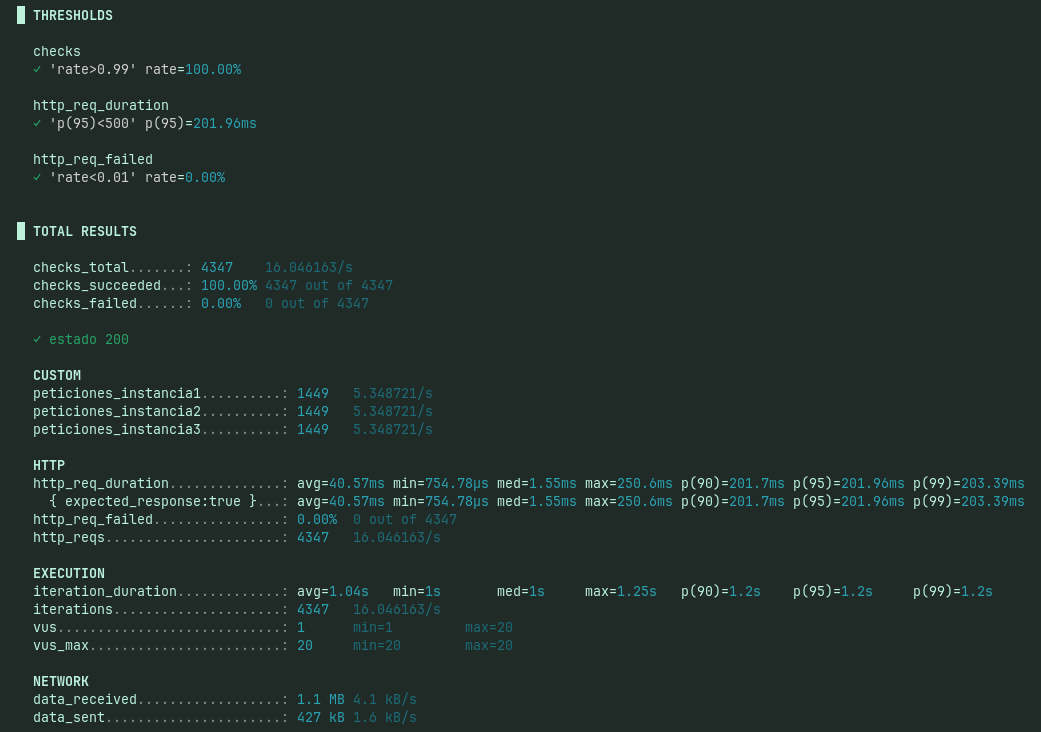 THRESHOLDS
checks
✓ 'rate>0.99' rate=100.00%
http_req_duration
✓ 'p(95)<500' p(95)=201.96ms
http_req_failed
✓ 'rate<0.01' rate=0.00%
TOTAL RESULTS
checks_total.......: 4347    16.046163/s
checks_succeeded...: 100.00% 4347 out of 4347
checks_failed......: 0.00%   0 out of 4347
✓ estado 200
CUSTOM
peticiones_instancia1..........: 1449   5.348721/s
peticiones_instancia2..........: 1449   5.348721/s
peticiones_instancia3..........: 1449   5.348721/s
HTTP
http_req_duration..............: avg=40.57ms min=754.78µs med=1.55ms max=250.6ms p(90)=201.7ms p(95)=201.96ms p(99)=203.39ms
{ expected_response:true }...: avg=40.57ms min=754.78µs med=1.55ms max=250.6ms p(90)=201.7ms p(95)=201.96ms p(99)=203.39ms
http_req_failed................: 0.00%  0 out of 4347
http_reqs......................: 4347   16.046163/s
EXECUTION
iteration_duration.............: avg=1.04s   min=1s       med=1s     max=1.25s   p(90)=1.2s    p(95)=1.2s     p(99)=1.2s
iterations.....................: 4347   16.046163/s
vus............................: 1      min=1         max=20
vus_max........................: 20     min=20        max=20
NETWORK
data_received..................: 1.1 MB 4.1 kB/s
data_sent......................: 427 kB 1.6 kB/s